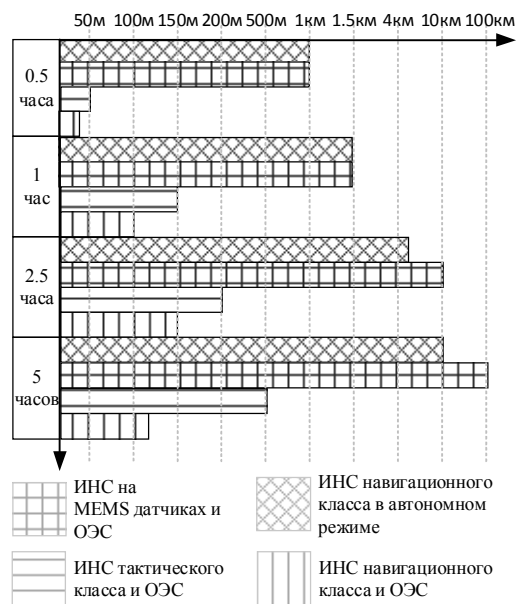 50м 100м 150м 200м 500м 1км 1.5км 4км 10км 100км
0.5
часа
1
час
2.5
часа
5
часов
ИНС на
MEMS датчиках и
ОЭС
ИНС навигационного
класса в автономном
режиме
ИНС тактического
класса и ОЭС
ИНС навигационного
класса и ОЭС